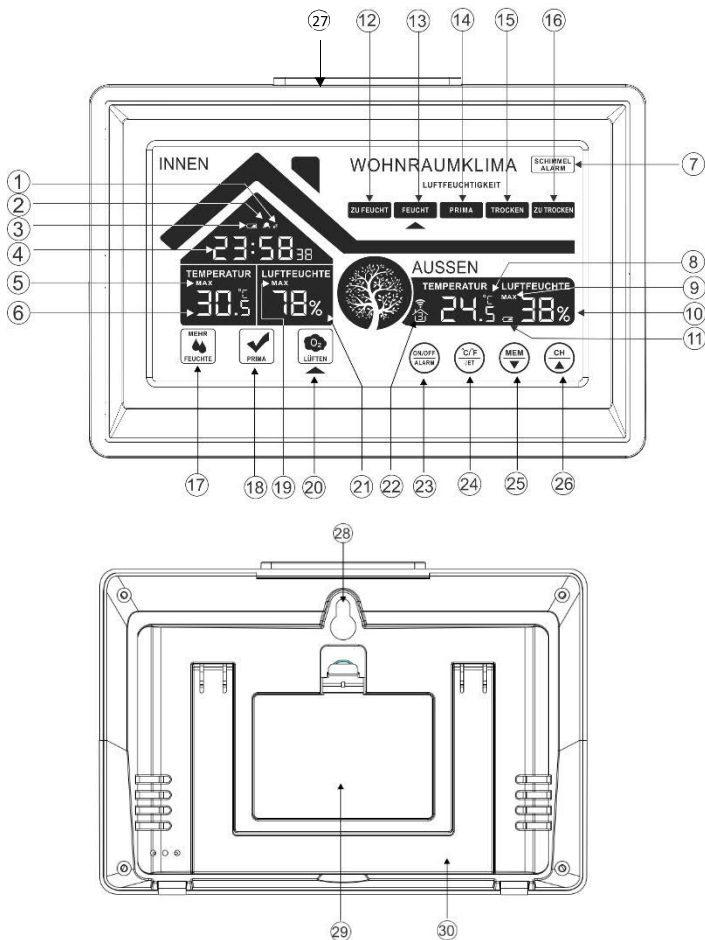 27
12
13
14
15
16
INNEN
WOHNRAUMKLIMA
SCHIMMEL
ALARM
7
LUFTFEUCHTIGKEIT
1
2
3
4
5
6
ZU FEUCHT
FEUCHT
PRIMA
TROCKEN
ZU TROCKEN
23:58 38
TEMPERATUR
LUFTFEUCHTE
MAX
MAX
30.5 °C
78%
AUSSEN
TEMPERATUR
LUFTFEUCHTE
MAX
24.5 °C
38%
8
9
10
11
MEHR
FEUCHTE
PRIMA
O2
LÜFTEN
ON/OFF
ALARM
°C/°F
MEM
CH
17
18
19
20
21
22
23
24
25
26
28
29
30